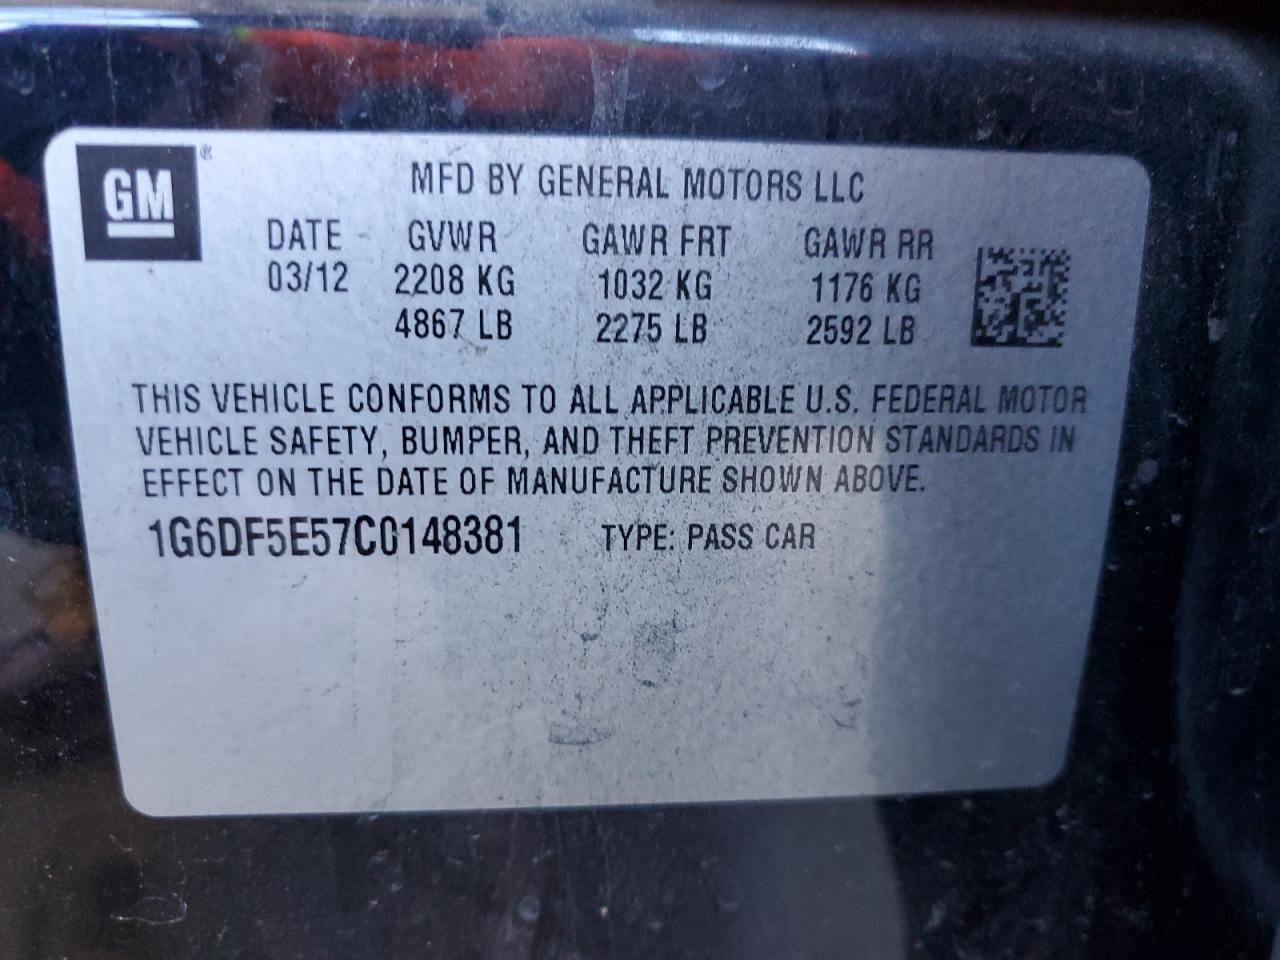 GM
MFD BY GENERAL MOTORS LLC
DATE GVWR GAWR FRT GAWR RR
03/12 2208 KG 1032 KG 1176 KG
4867 LB 2275 LB 2592 LB
THIS VEHICLE CONFORMS TO ALL APPLICABLE U.S. FEDERAL MOTOR
VEHICLE SAFETY, BUMPER, AND THEFT PREVENTION STANDARDS IN
EFFECT ON THE DATE OF MANUFACTURE SHOWN ABOVE.
1G6DF5E57C0148381 TYPE: PASS CAR